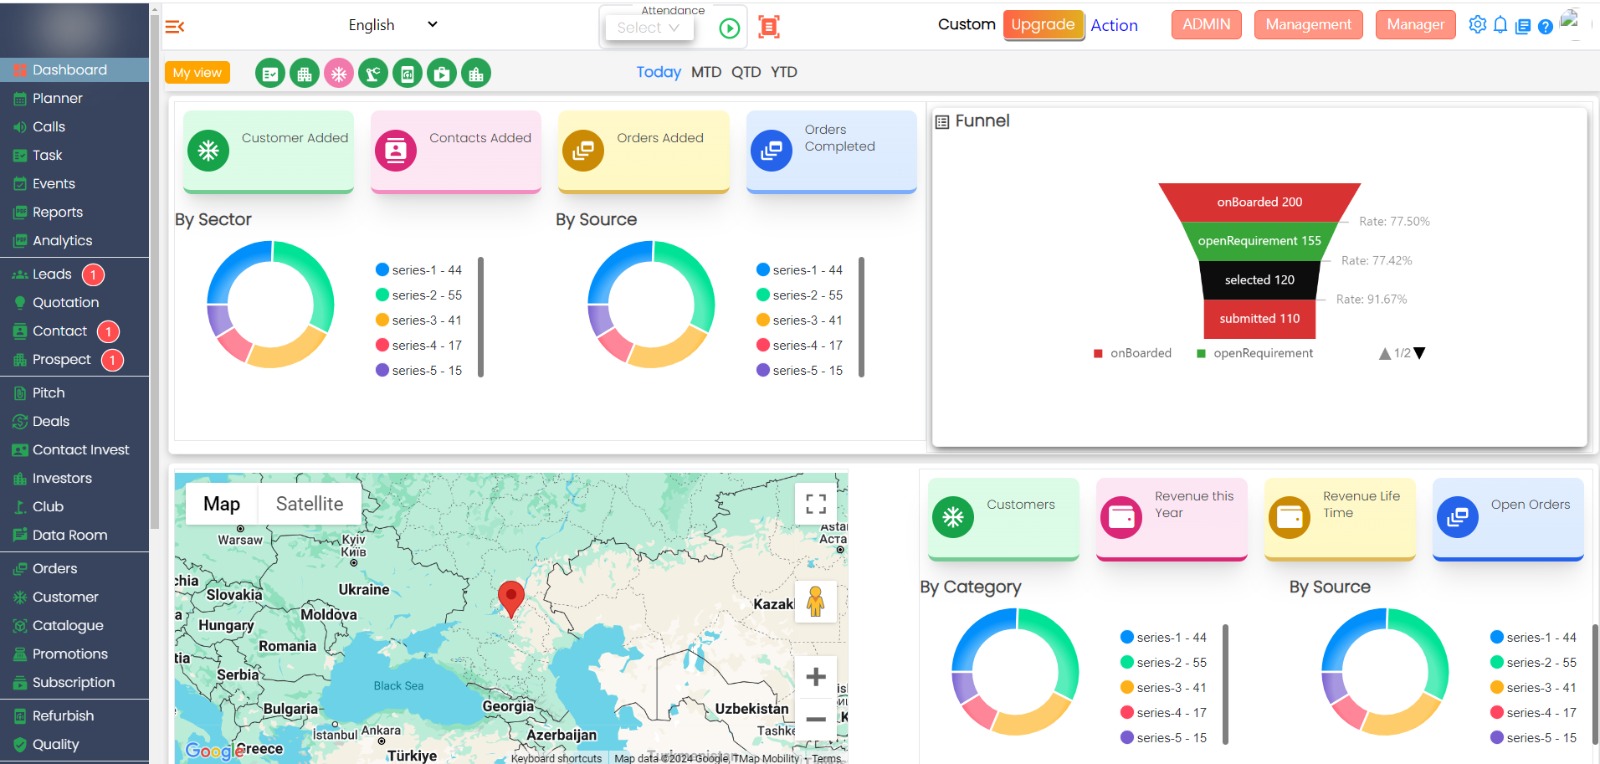 Attendance
English
Select
Custom Upgrade Action ADMIN Management Manager
My view
Today MTD QTD YTD
Dashboard
Planner
Calls
Task
Events
Reports
Analytics
Leads 1
Quotation
Contact 1
Prospect 1
Pitch
Deals
Contact Invest
Investors
Club
Data Room
Orders
Customer
Catalogue
Promotions
Subscription
Refurbish
Quality
Customer Added
Contacts Added
Orders Added
Orders
Completed
By Sector
series-1 - 44
series-2 - 55
series-3 - 41
series-4 - 17
series-5 - 15
By Source
series-1 - 44
series-2 - 55
series-3 - 41
series-4 - 17
series-5 - 15
Funnel
onBoarded 200
Rate: 77.50%
openRequirement 155
Rate: 77.42%
selected 120
Rate: 91.67%
submitted 110
onBoarded openRequirement 1/2
Map Satellite
Warsaw
Kyiv
Київ
Astan
Аста
chia
Slovakia
Ukraine
Moldova
Hungary
Kazak
Romania
tia
Serbia
Black Sea
Bulgaria
Georgia
Uzbekistan
İstanbul
Ankara
Azerbaijan
Tashke
Google
Greece
Türkiye
Turkmenistan
Keyboard shortcuts Map data ©2024 Google, TMap Mobility Terms
Customers
Revenue this
Year
Revenue Life
Time
Open Orders
By Category
series-1 - 44
series-2 - 55
series-3 - 41
series-4 - 17
series-5 - 15
By Source
series-1 - 44
series-2 - 55
series-3 - 41
series-4 - 17
series-5 - 15